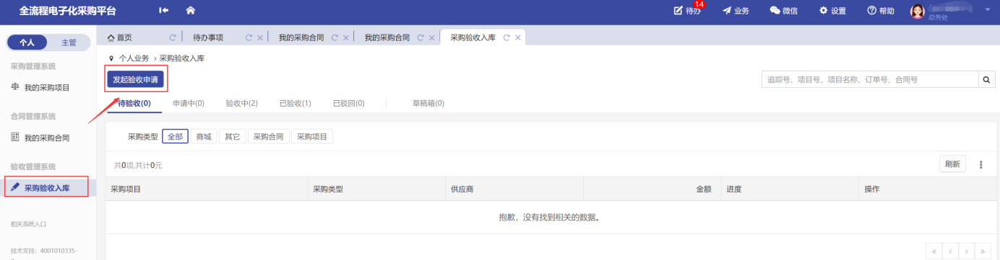 全流程电子化采购平台 待办 14 业务 微信 设置 帮助
总务处
个人 主管
首页 待办事项 我的采购合同 我的采购合同 采购验收入库
个人业务 > 采购验收入库
采购管理系统
发起验收申请 追踪号、项目号、项目名称、订单号、合同号
我的采购项目
待验收(0) 申请中(0) 验收中(2) 已验收(1) 已驳回(0) 草稿箱(0)
合同管理系统
我的采购合同
采购类型 全部 商城 其它 采购合同 采购项目
验收管理系统
共0项,共计0元 刷新
采购验收入库
采购项目 采购类型 供应商 金额 进度 操作
抱歉，没有找到相关的数据。
相关系统入口
技术支持：4001010335-
« ‹ › »